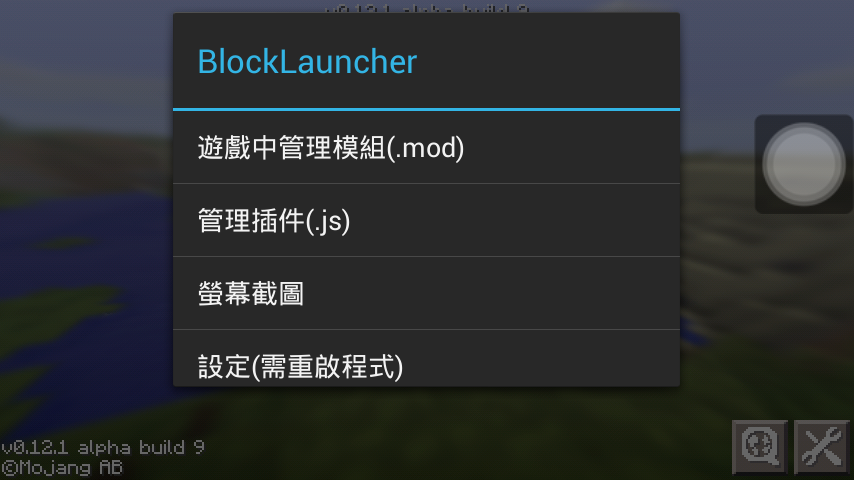 v0.12.1 alpha build 9
BlockLauncher
遊戲中管理模組(.mod)
管理插件(.js)
螢幕截圖
設定(需重啟程式)
v0.12.1 alpha build 9
©Mojang AB